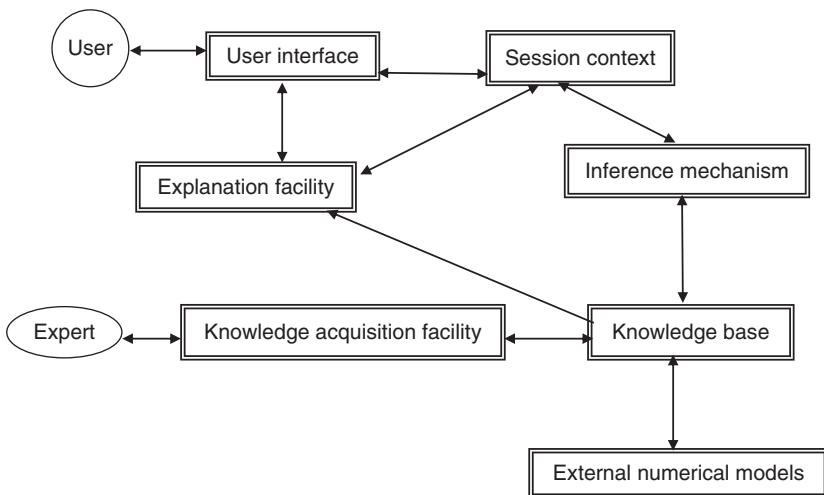 User
User interface
Session context
Explanation facility
Inference mechanism
Expert
Knowledge acquisition facility
Knowledge base
External numerical models